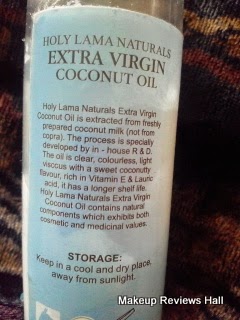 HOLY LAMA NATURALS
EXTRA VIRGIN
COCONUT OIL
Holy Lama Naturals Extra Virgin
Coconut Oil is extracted from freshly
prepared coconut milk (not from
copra). The process is specially
developed by in - house R & D.
The oil is clear, colourless, light
viscous with a sweet coconutty
flavour, rich in Vitamin E & Lauric
acid, it has a longer shelf life.
Holy Lama Naturals Extra Virgin
Coconut Oil contains natural
components which exhibits both
cosmetic and medicinal values.
STORAGE:
Keep in a cool and dry place,
away from sunlight.
Makeup Reviews Hall